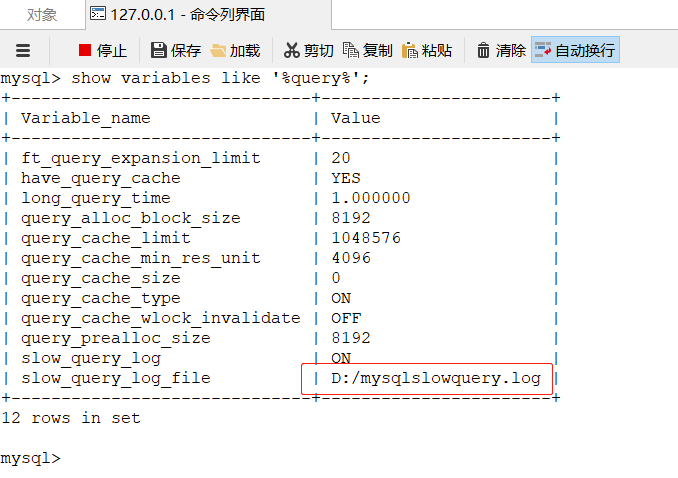 对象 127.0.0.1 - 命令列界面
停止 保存 加载 剪切 复制 粘贴 清除 自动换行
mysql> show variables like '%query%';
+------------------------------+-----------------------+
| Variable_name                | Value                 |
+------------------------------+-----------------------+
| ft_query_expansion_limit     | 20                    |
| have_query_cache             | YES                   |
| long_query_time              | 1.000000              |
| query_alloc_block_size       | 8192                  |
| query_cache_limit            | 1048576               |
| query_cache_min_res_unit     | 4096                  |
| query_cache_size             | 0                     |
| query_cache_type             | ON                    |
| query_cache_wlock_invalidate | OFF                   |
| query_prealloc_size          | 8192                  |
| slow_query_log               | ON                    |
| slow_query_log_file          | D:/mysqlslowquery.log |
+------------------------------+-----------------------+
12 rows in set
mysql>